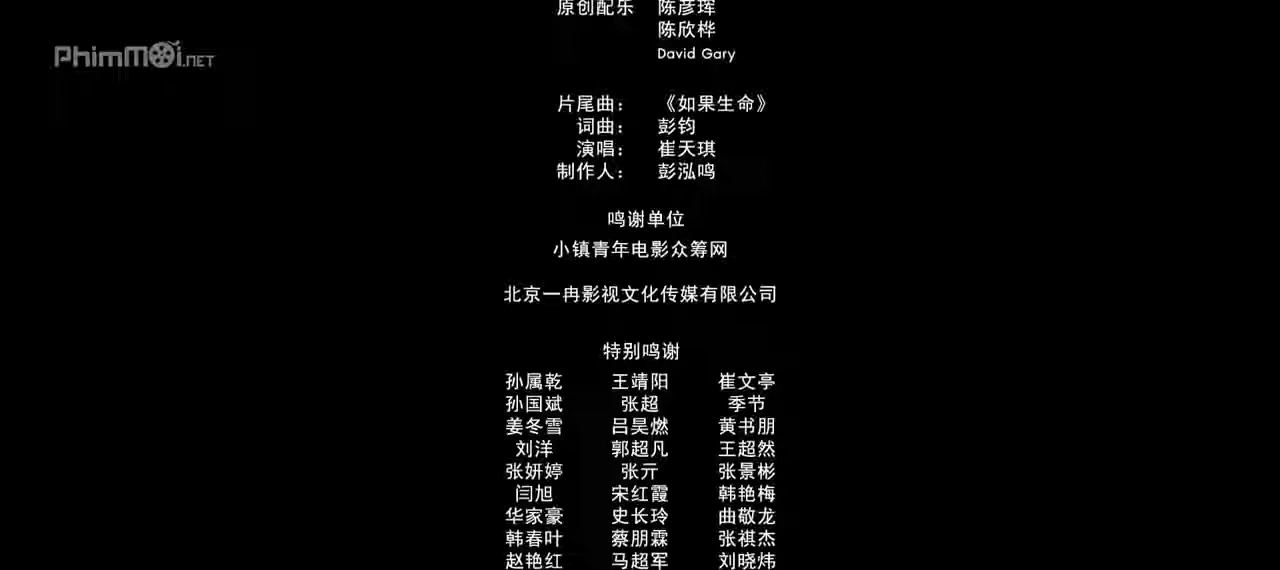 原创配乐 陈彦珲
陈欣桦
David Gary
PhimMoi.NET
片尾曲： 《如果生命》
词曲： 彭钧
演唱： 崔天琪
制作人： 彭泓鸣
鸣谢单位
小镇青年电影众筹网
北京一冉影视文化传媒有限公司
特别鸣谢
孙属乾 王靖阳 崔文亭
孙国斌 张超 季节
姜冬雪 吕昊燃 黄书朋
刘洋 郭超凡 王超然
张妍婷 张亓 张景彬
闫旭 宋红霞 韩艳梅
华家豪 史长玲 曲敬龙
韩春叶 蔡朋霖 张祺杰
赵艳红 马超军 刘晓炜